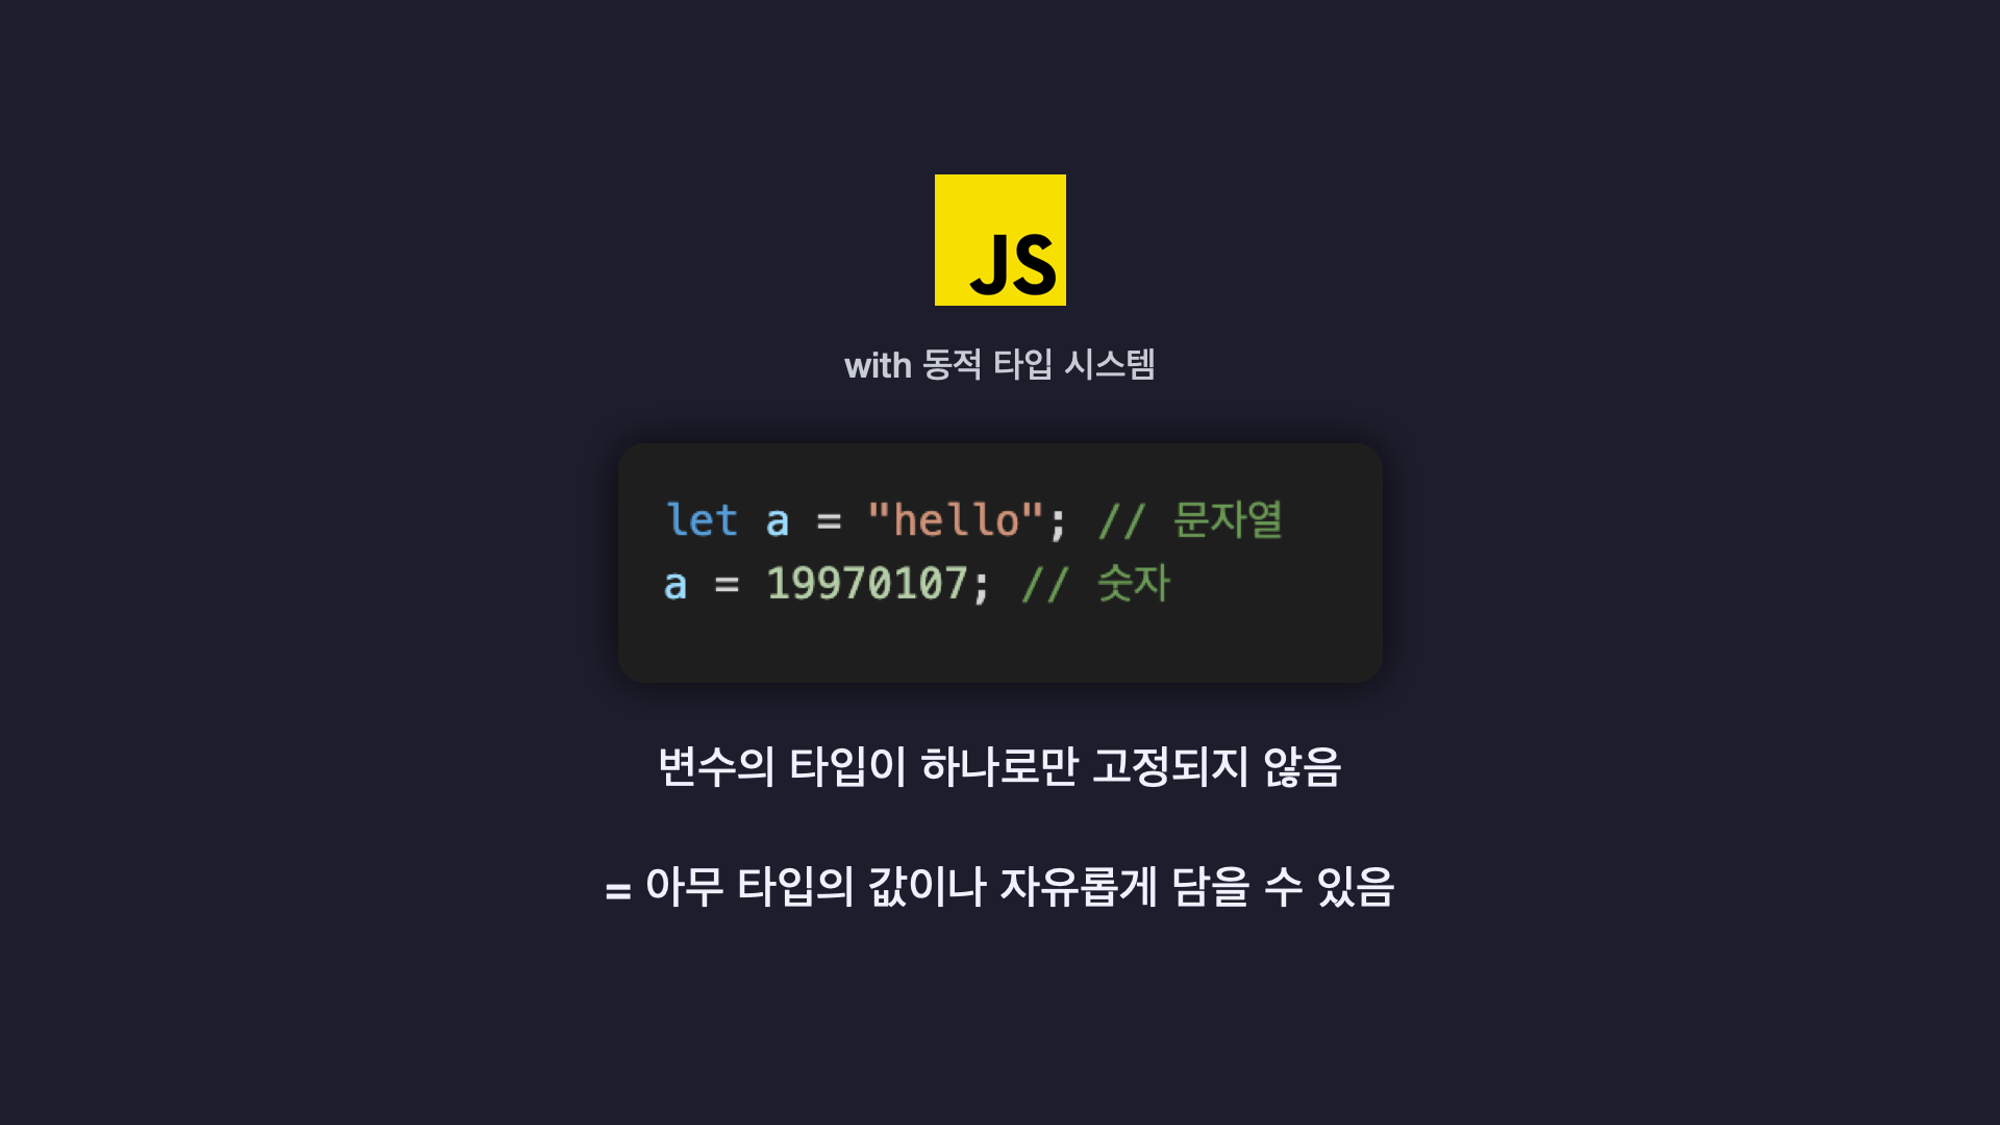 JS
with 동적 타입 시스템
let a = "hello"; // 문자열
a = 19970107; // 숫자
변수의 타입이 하나로만 고정되지 않음
= 아무 타입의 값이나 자유롭게 담을 수 있음